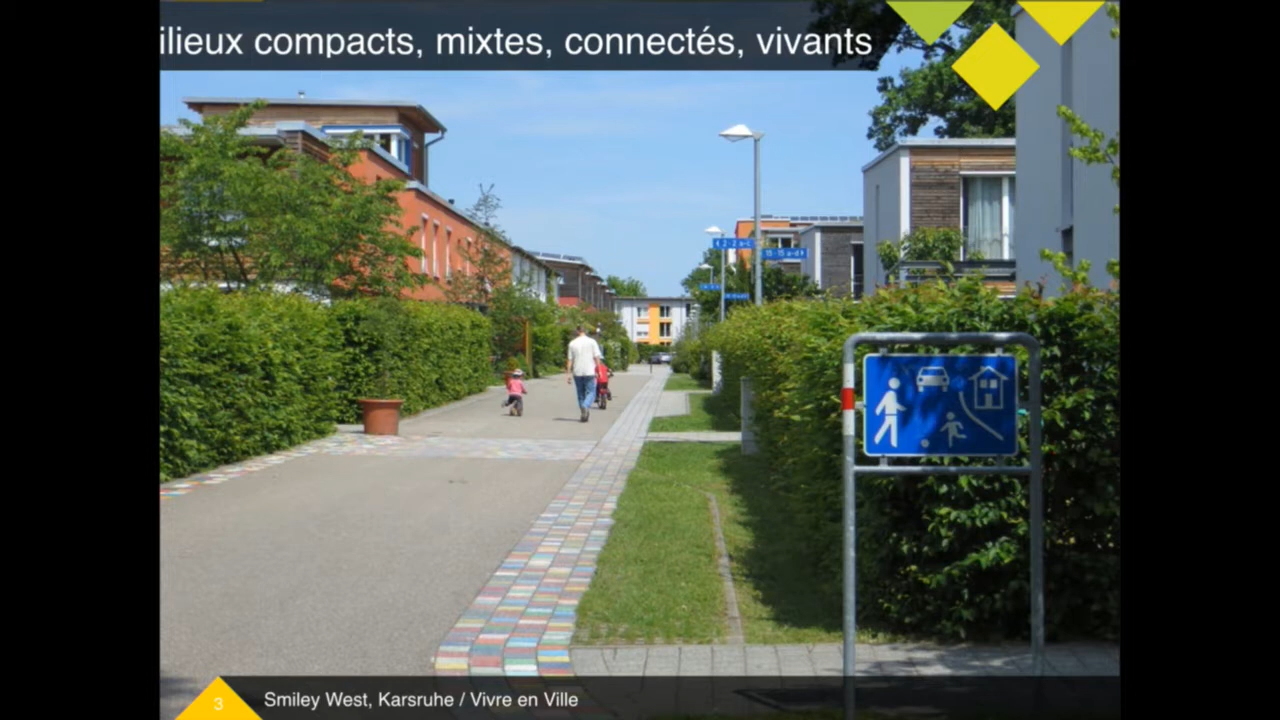 ilieux compacts, mixtes, connectés, vivants
3
Smiley West, Karsruhe / Vivre en Ville